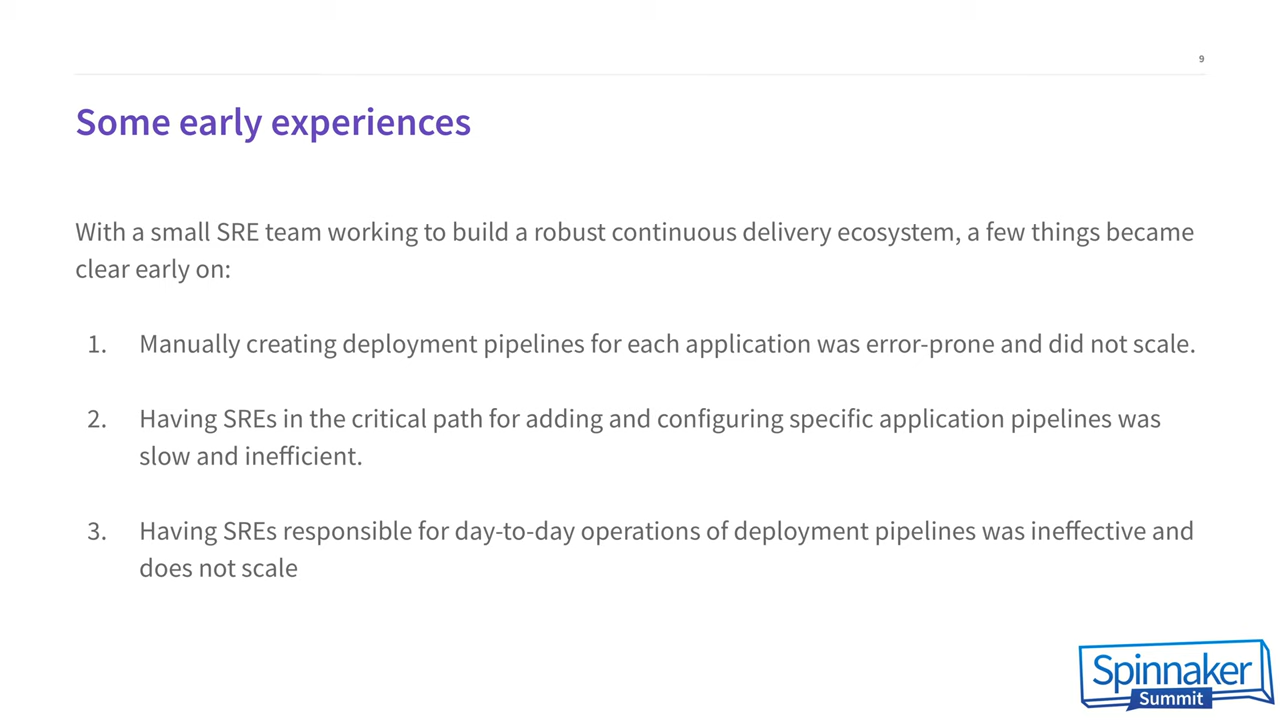 9
Some early experiences
With a small SRE team working to build a robust continuous delivery ecosystem, a few things became
clear early on:
1. Manually creating deployment pipelines for each application was error-prone and did not scale.
2. Having SREs in the critical path for adding and configuring specific application pipelines was
slow and inefficient.
3. Having SREs responsible for day-to-day operations of deployment pipelines was ineffective and
does not scale
Spinnaker
Summit